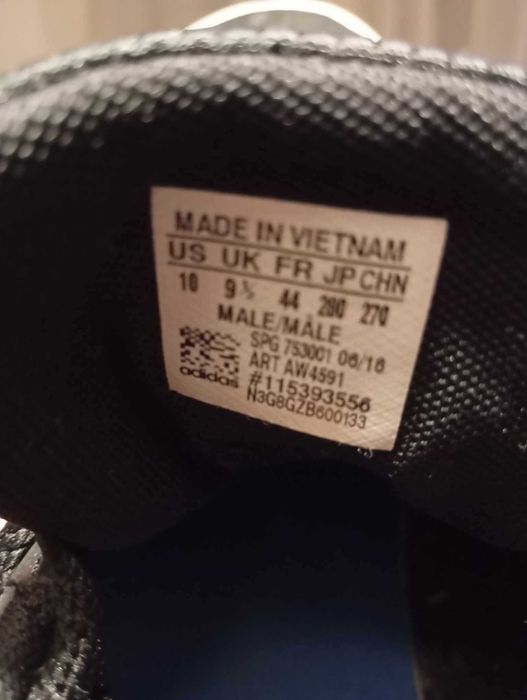 MADE IN VIETNAM
US UK FR JP CHN
10 9½ 44 280 270
MALE/MÂLE
SPG 753001 06/16
ART AW4591
#115393556
N3G8GZB600133
adidas